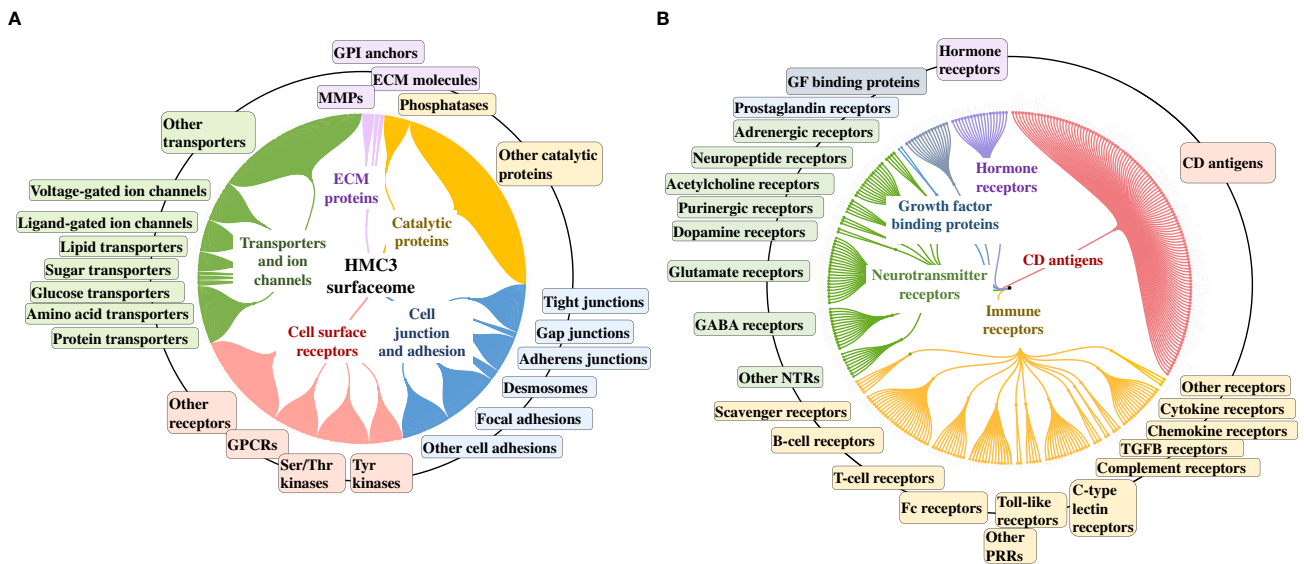 A
GPI anchors
ECM molecules
MMPs
Phosphatases
Other
transporters
Other catalytic
proteins
Voltage-gated ion channels
Ligand-gated ion channels
Lipid transporters
Sugar transporters
Glucose transporters
Amino acid transporters
Protein transporters
ECM
proteins
Catalytic
proteins
Transporters
and ion
channels
HMC3
surfaceome
Cell surface
receptors
Cell
junction
and adhesion
Tight junctions
Gap junctions
Adherens junctions
Desmosomes
Focal adhesions
Other cell adhesions
Other
receptors
GPCRs
Ser/Thr
kinases
Tyr
kinases
B
Hormone
receptors
GF binding proteins
Prostaglandin receptors
Adrenergic receptors
Neuropeptide receptors
Acetylcholine receptors
Purinergic receptors
Dopamine receptors
Glutamate receptors
GABA receptors
Other NTRs
CD antigens
Hormone
receptors
Growth factor
binding proteins
CD antigens
Neurotransmitter
receptors
Immune
receptors
Scavenger receptors
B-cell receptors
T-cell receptors
Fc receptors
Toll-like
receptors
Other
PRRs
C-type
lectin
receptors
Other receptors
Cytokine receptors
Chemokine receptors
TGFB receptors
Complement receptors